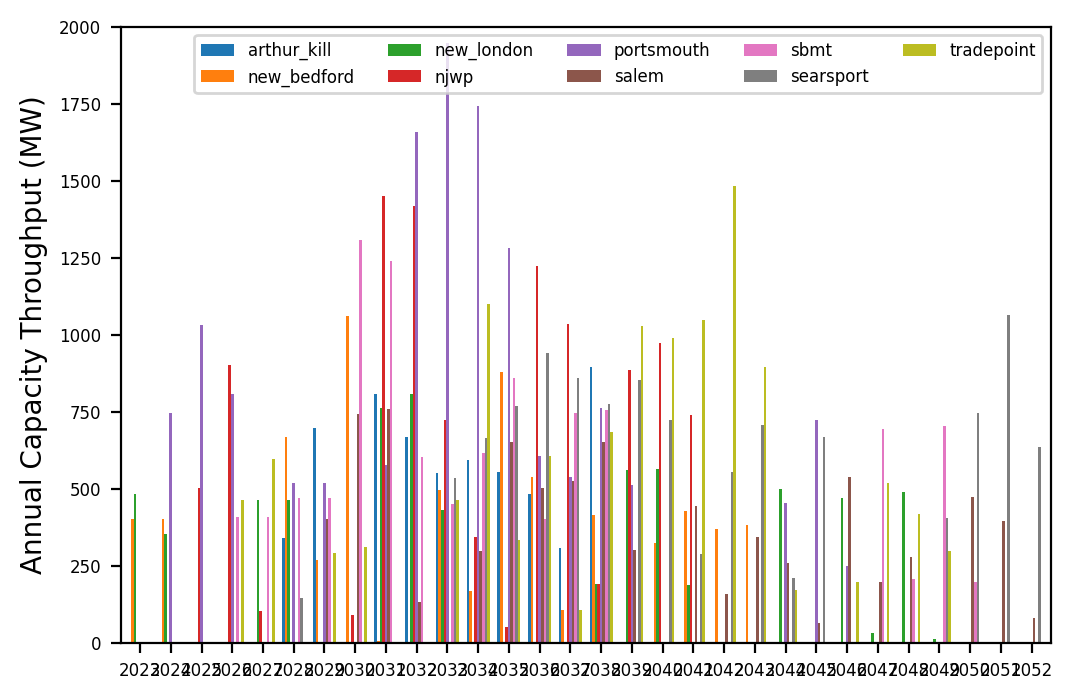 2000
1750
1500
1250
1000
750
500
250
0
Annual Capacity Throughput (MW)
arthur_kill new_london portsmouth sbmt tradepoint
new_bedford njwp salem searsport
2023 2024 2025 2026 2027 2028 2029 2030 2031 2032 2033 2034 2035 2036 2037 2038 2039 2040 2041 2042 2043 2044 2045 2046 2047 2048 2049 2050 2051 2052